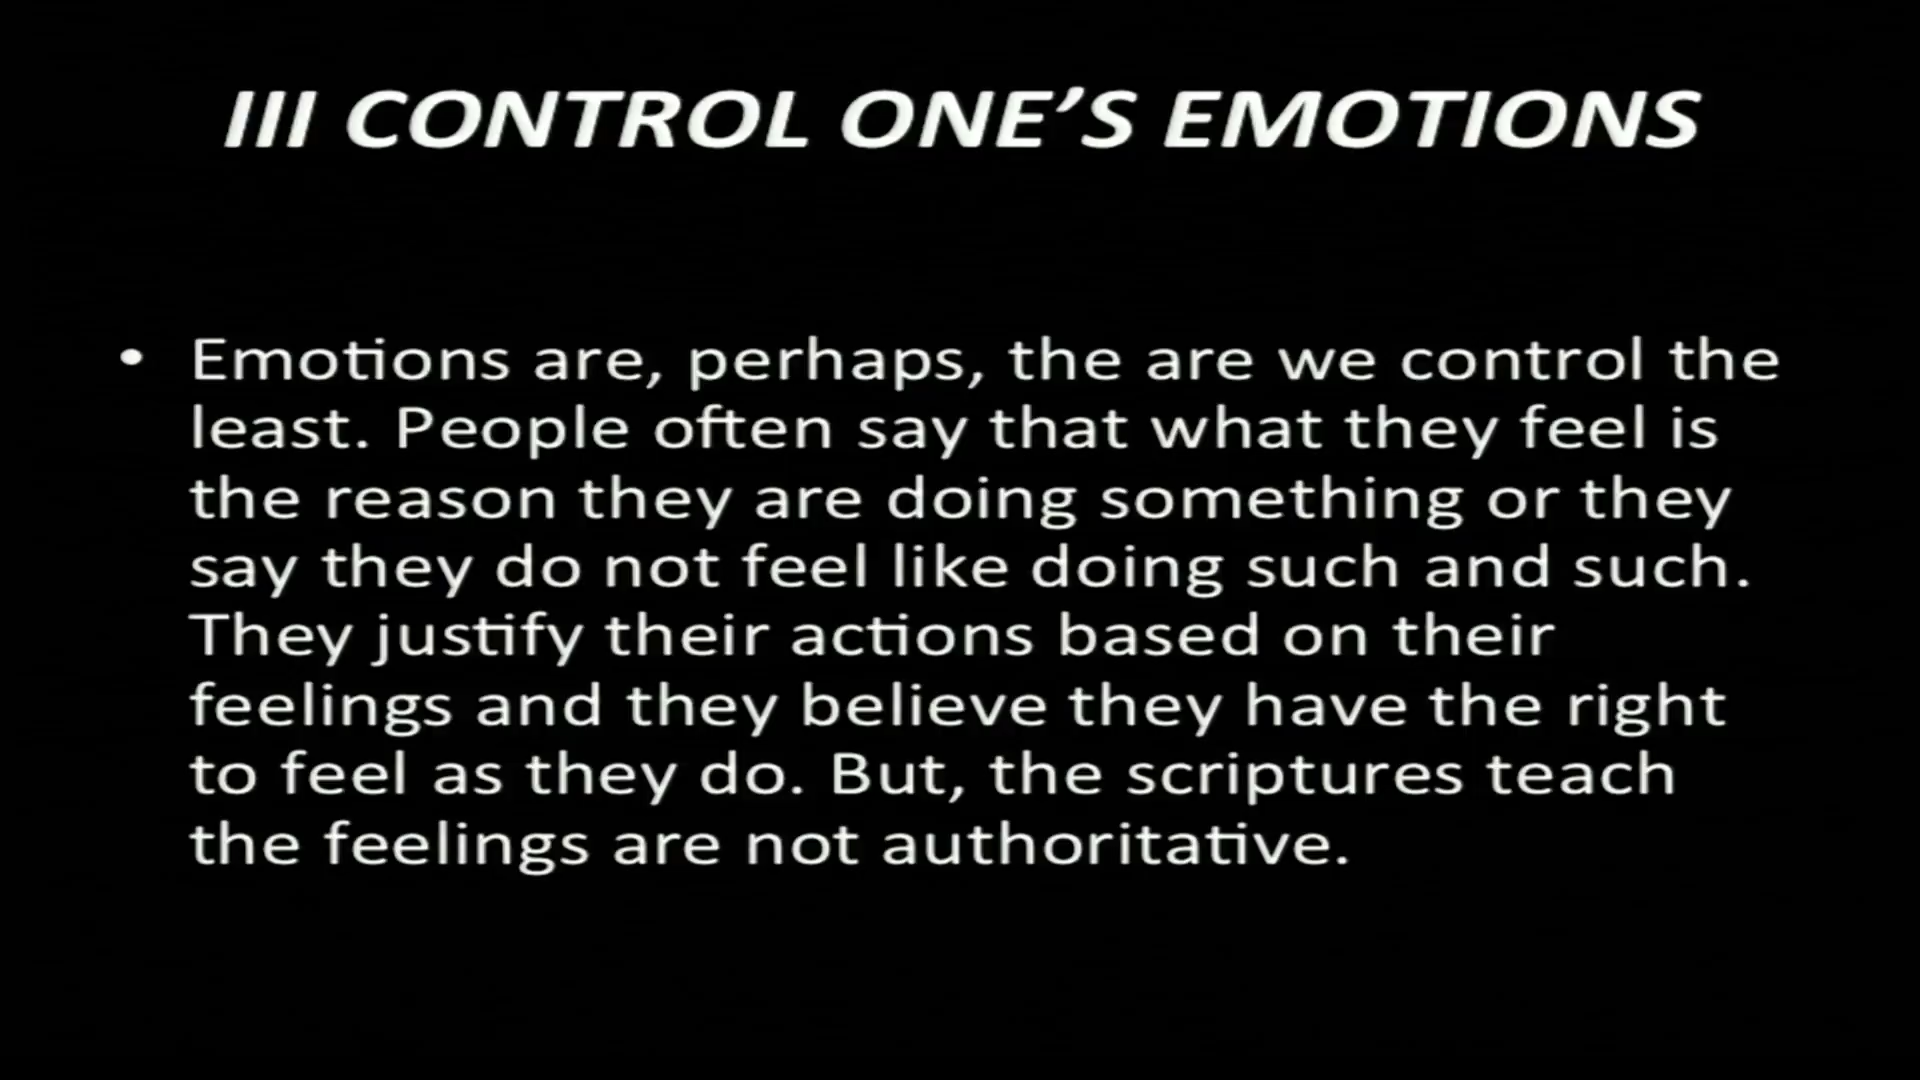 III CONTROL ONE’S EMOTIONS
• Emotions are, perhaps, the are we control the
least. People often say that what they feel is
the reason they are doing something or they
say they do not feel like doing such and such.
They justify their actions based on their
feelings and they believe they have the right
to feel as they do. But, the scriptures teach
the feelings are not authoritative.